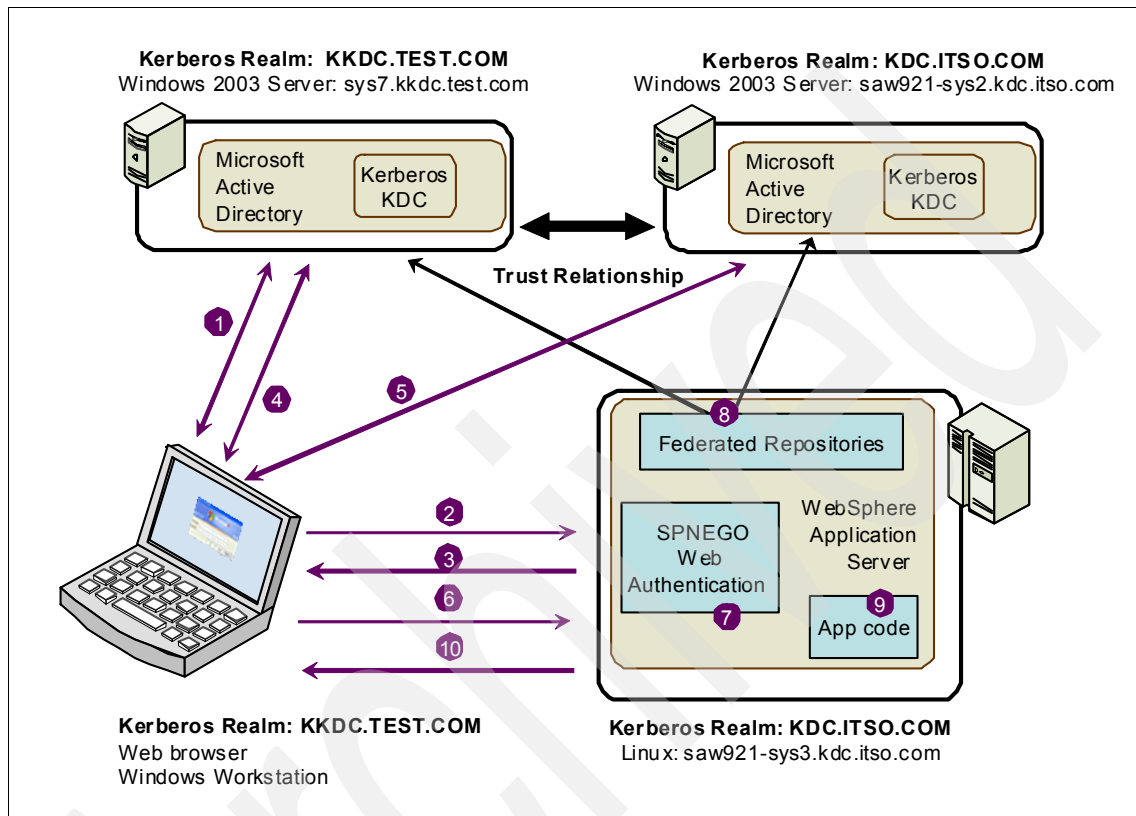 Kerberos Realm: KKDC.TEST.COM
Windows 2003 Server: sys7.kkdc.test.com
Kerberos Realm: KDC.ITSO.COM
Windows 2003 Server: saw921-sys2.kdc.itso.com
Microsoft
Active
Directory
Kerberos
KDC
Microsoft
Active
Directory
Kerberos
KDC
Trust Relationship
1
4
5
8
Federated Repositories
2
3
6
10
SPNEGO
Web
Authentication
7
WebSphere
Application
Server
9
App code
Kerberos Realm: KKDC.TEST.COM
Web browser
Windows Workstation
Kerberos Realm: KDC.ITSO.COM
Linux: saw921-sys3.kdc.itso.com
Archived